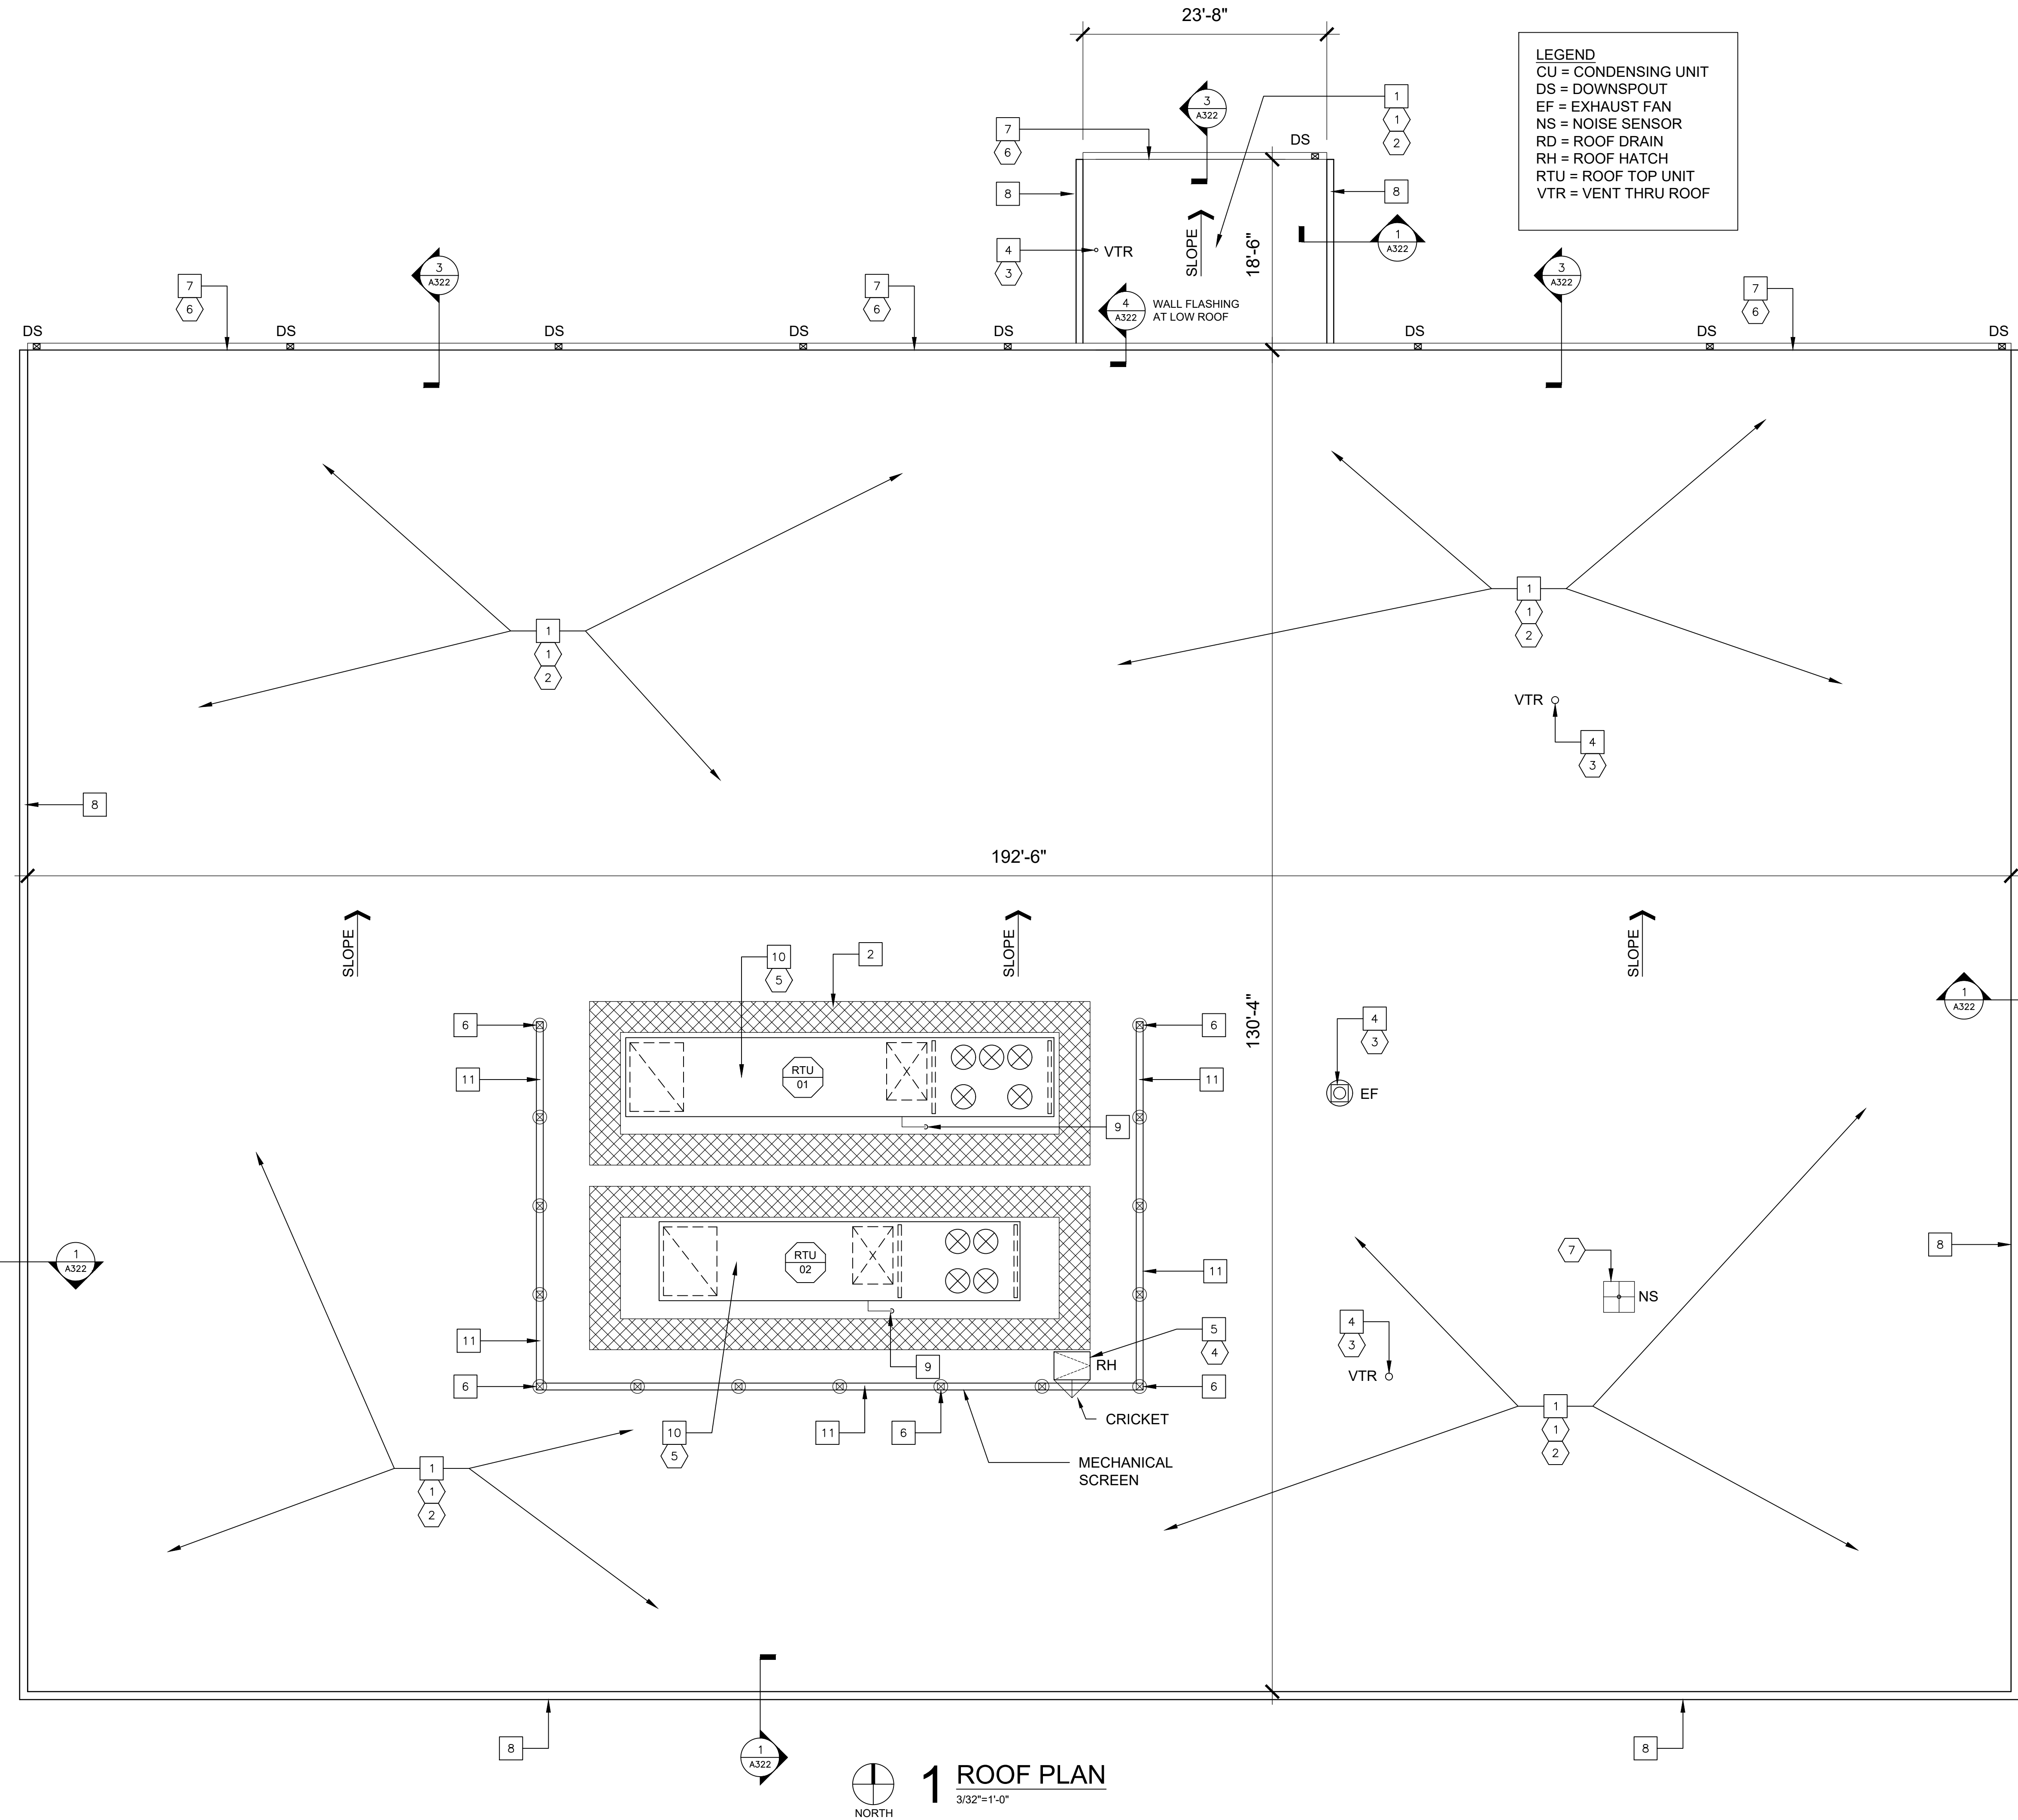 23'-8"
LEGEND
CU = CONDENSING UNIT
DS = DOWNSPOUT
EF = EXHAUST FAN
NS = NOISE SENSOR
RD = ROOF DRAIN
RH = ROOF HATCH
RTU = ROOF TOP UNIT
VTR = VENT THRU ROOF
3
A322
1
1
2
7
6
DS
8
8
4
3
VTR
SLOPE
18'-6"
1
A322
4
A322
WALL FLASHING
AT LOW ROOF
7
6
3
A322
7
6
3
A322
7
6
DS
DS
DS
DS
DS
DS
DS
DS
1
1
2
1
1
2
VTR
4
3
8
192'-6"
SLOPE
SLOPE
SLOPE
10
5
2
130'-4"
1
A322
6
6
4
3
11
RTU
01
11
EF
9
1
A322
RTU
02
11
7
NS
8
11
9
5
4
RH
4
3
VTR
6
6
CRICKET
10
5
11
6
MECHANICAL
SCREEN
1
1
2
1
1
2
8
1
A322
8
NORTH
1
ROOF PLAN
3/32"=1'-0"